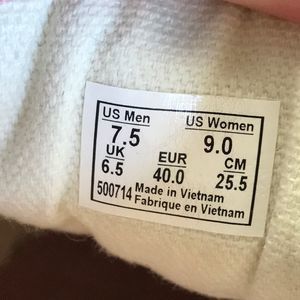 US Men US Women
7.5 9.0
UK EUR CM
6.5 40.0 25.5
500714 Made in Vietnam
Fabrique en Vietnam